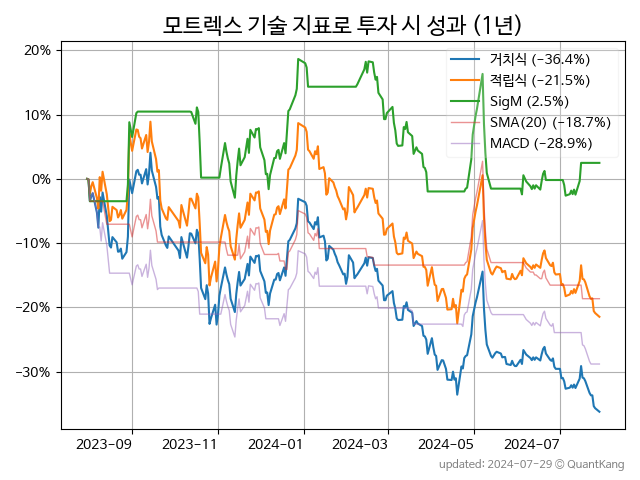 모트렉스 기술 지표로 투자 시 성과 (1년)
20%
10%
0%
−10%
−20%
−30%
거치식 (−36.4%)
적립식 (−21.5%)
SigM (2.5%)
SMA(20) (−18.7%)
MACD (−28.9%)
2023-09
2023-11
2024-01
2024-03
2024-05
2024-07
updated: 2024-07-29 © QuantKang